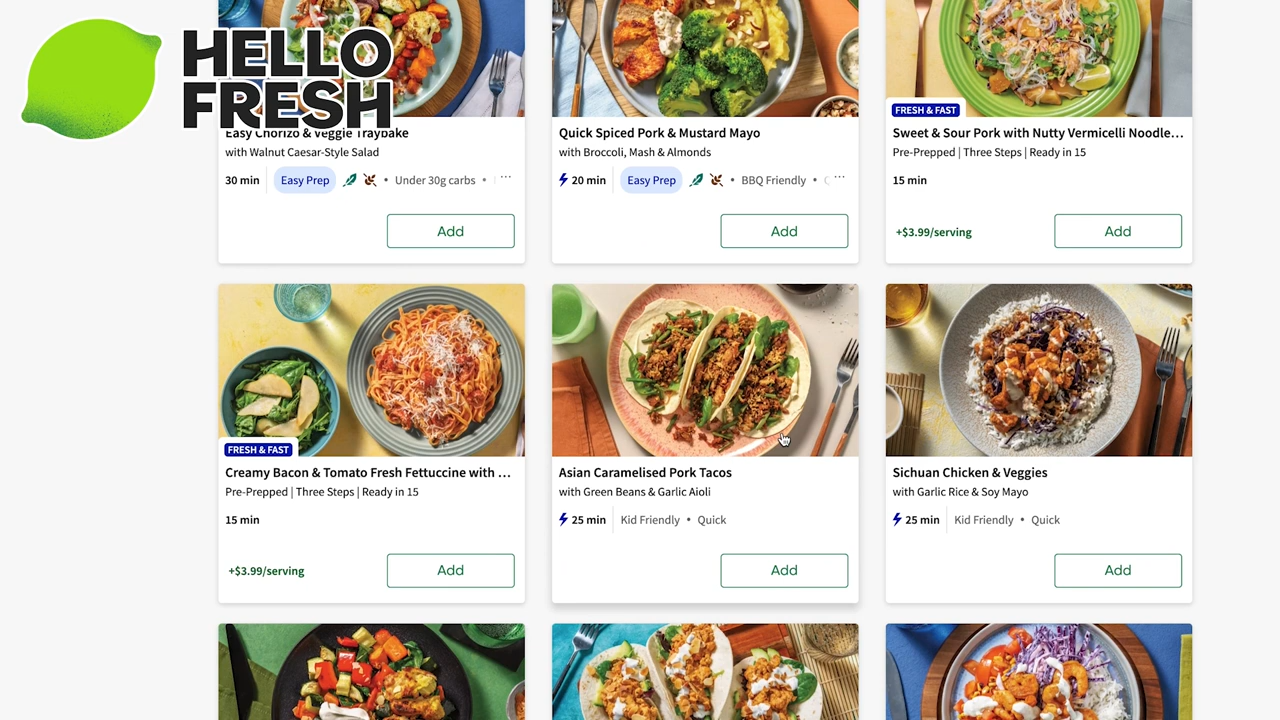 HELLO
FRESH
Easy Chorizo & Veggie Traybake
with Walnut Caesar-Style Salad
30 min Easy Prep • Under 30g carbs • ...
Add
Quick Spiced Pork & Mustard Mayo
with Broccoli, Mash & Almonds
20 min Easy Prep • BBQ Friendly • ...
Add
FRESH & FAST
Sweet & Sour Pork with Nutty Vermicelli Noodle...
Pre-Prepped | Three Steps | Ready in 15
15 min
+$3.99/serving Add
FRESH & FAST
Creamy Bacon & Tomato Fresh Fettuccine with ...
Pre-Prepped | Three Steps | Ready in 15
15 min
+$3.99/serving Add
Asian Caramelised Pork Tacos
with Green Beans & Garlic Aioli
25 min Kid Friendly • Quick
Add
Sichuan Chicken & Veggies
with Garlic Rice & Soy Mayo
25 min Kid Friendly • Quick
Add